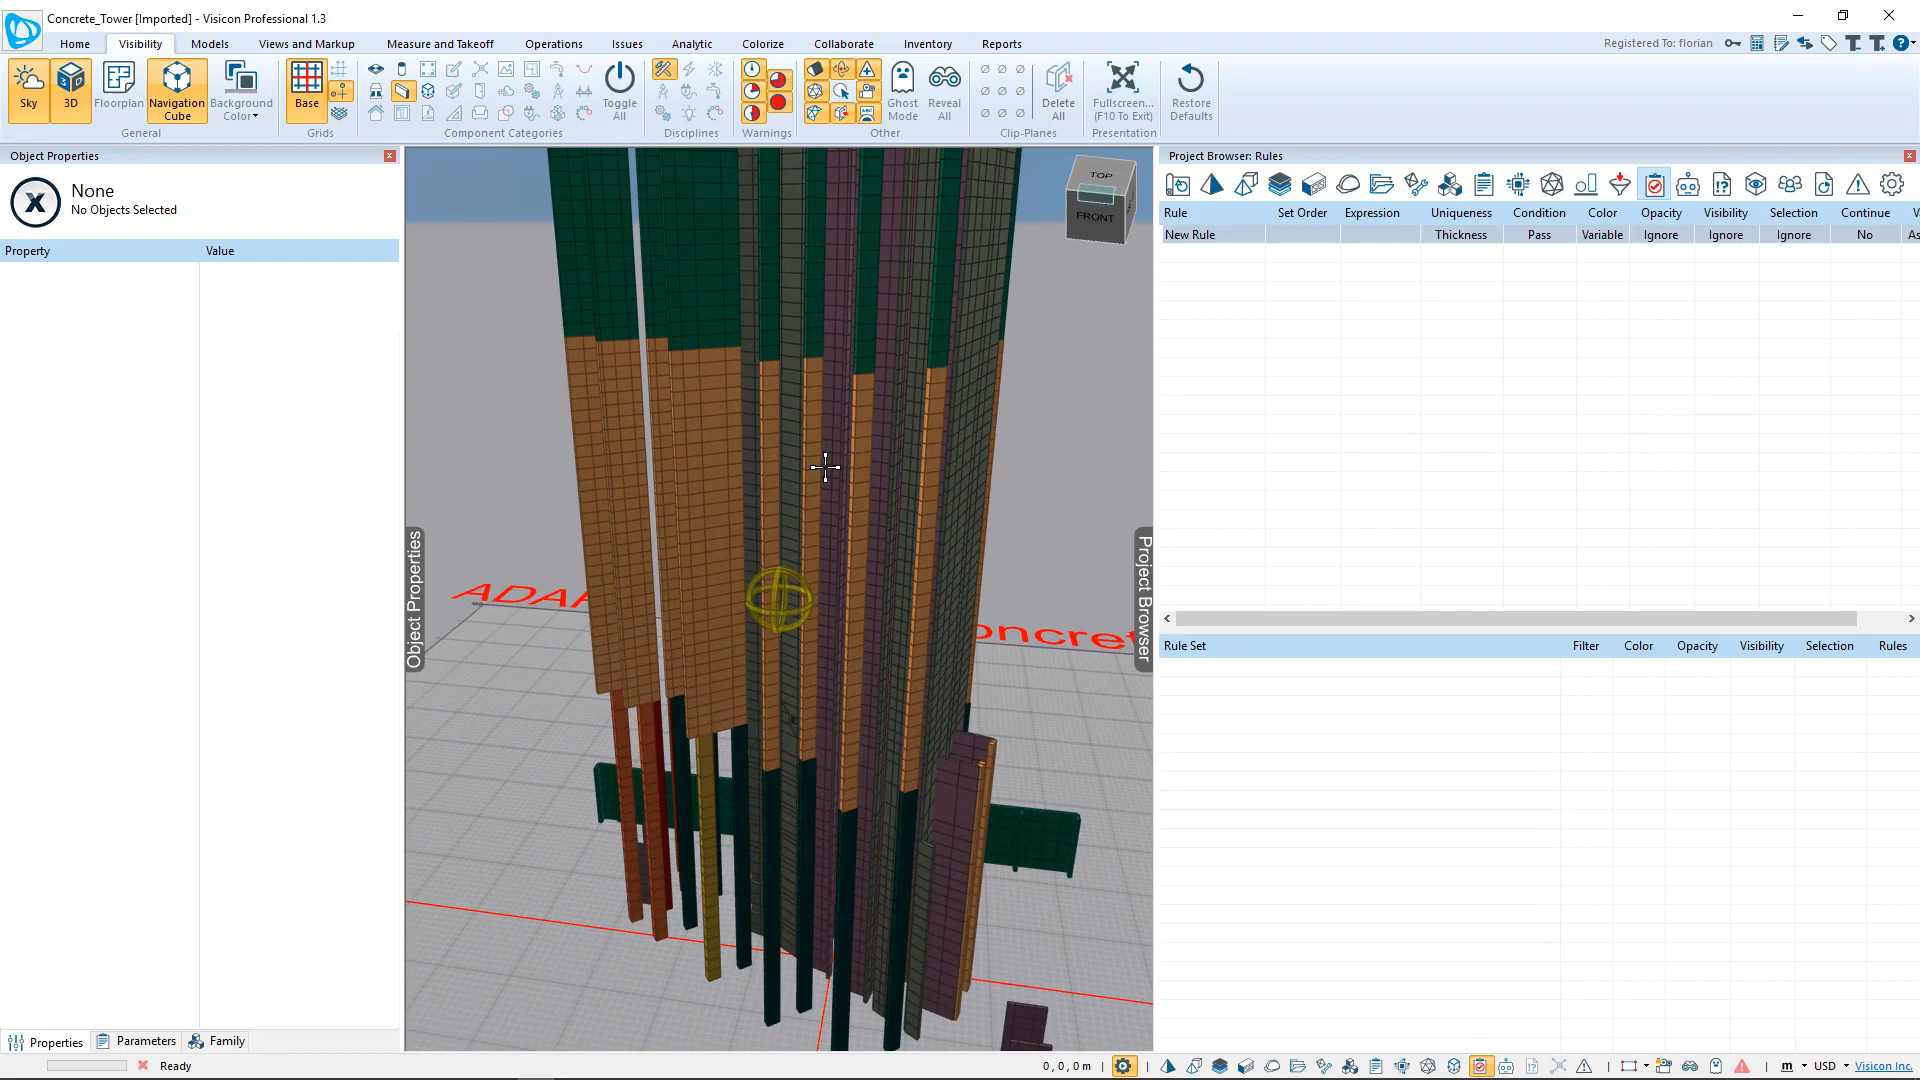 Concrete_Tower [Imported] - Visicon Professional 1.3
Home Visibility Models Views and Markup Measure and Takeoff Operations Issues Analytic Colorize Collaborate Inventory Reports
Registered To: florian
Sky 3D Floorplan Navigation Cube Background Color Base Toggle All Ghost Mode Reveal All Delete All Fullscreen... (F10 To Exit) Restore Defaults
General Grids Component Categories Disciplines Warnings Other Clip-Planes Presentation
Object Properties
None
No Objects Selected
Property Value
TOP
FRONT
Object Properties
Project Browser
Project Browser: Rules
Rule Set Order Expression Uniqueness Condition Color Opacity Visibility Selection Continue
New Rule Thickness Pass Variable Ignore Ignore Ignore No As
Rule Set Filter Color Opacity Visibility Selection Rules
Properties Parameters Family
Ready
0 , 0 , 0 m
m USD Visicon Inc.